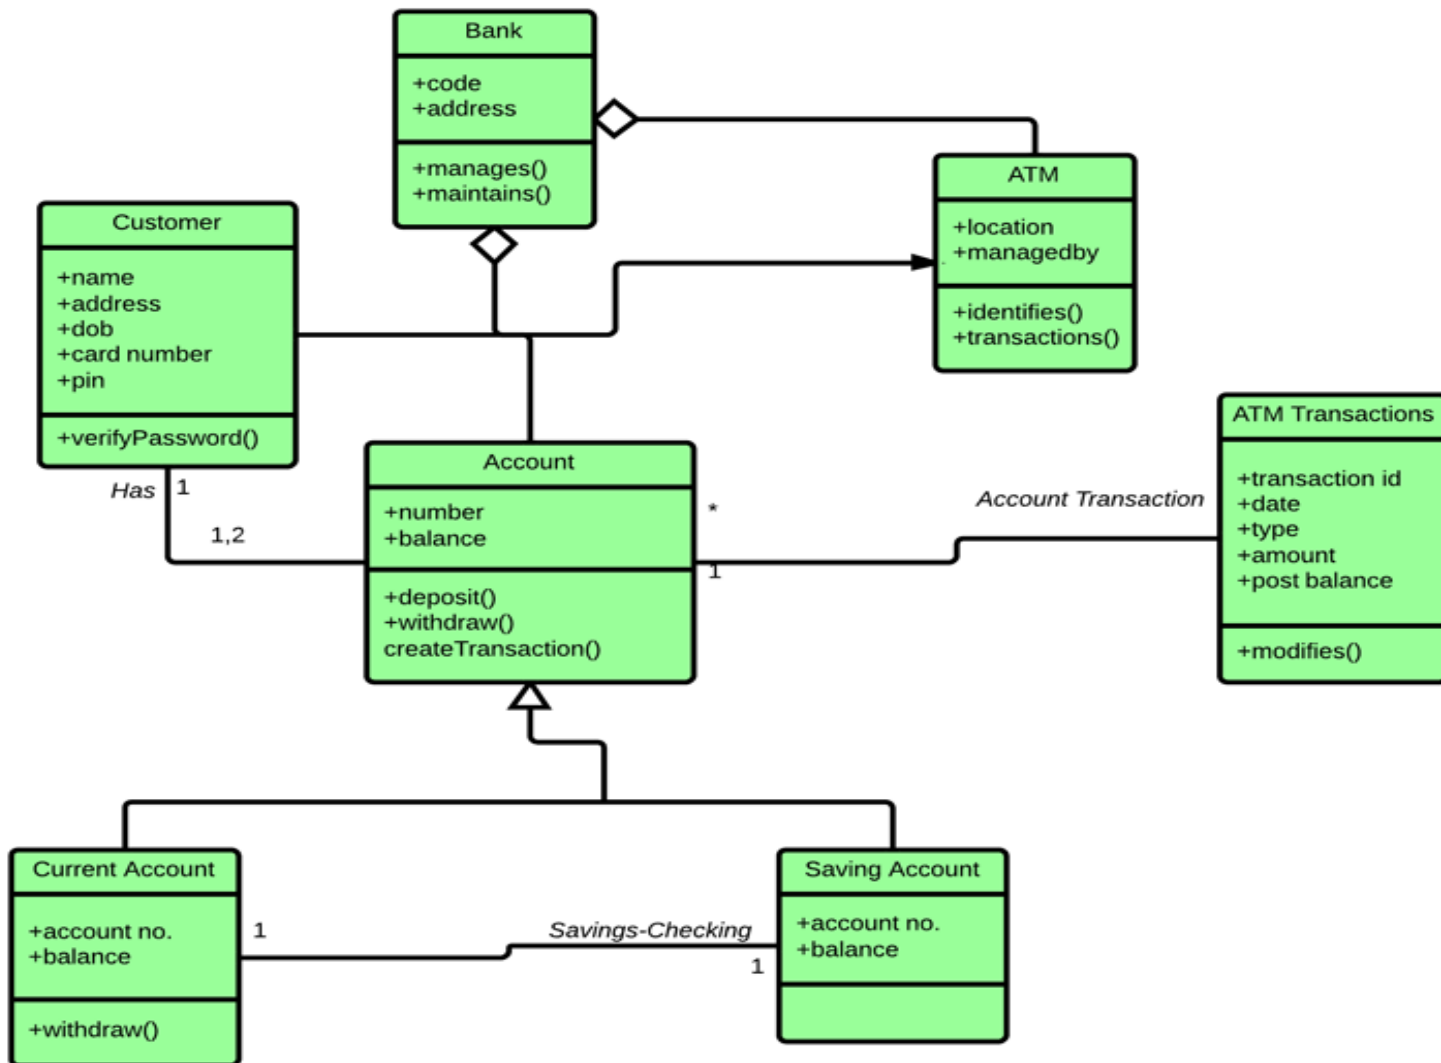 Bank
+code
+address
+manages()
+maintains()
ATM
+location
+managedby
+identifies()
+transactions()
Customer
+name
+address
+dob
+card number
+pin
+verifyPassword()
Has
1
1,2
Account
+number
+balance
+deposit()
+withdraw()
createTransaction()
*
1
Account Transaction
ATM Transactions
+transaction id
+date
+type
+amount
+post balance
+modifies()
Current Account
+account no.
+balance
+withdraw()
1
Savings-Checking
1
Saving Account
+account no.
+balance